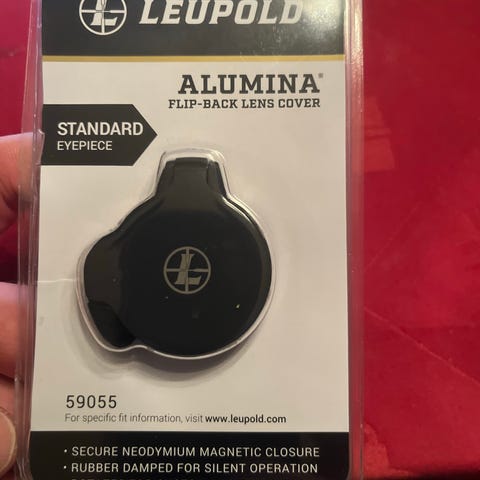 LEUPOLD
ALUMINA®
FLIP-BACK LENS COVER
STANDARD
EYEPIECE
L
59055
For specific fit information, visit www.leupold.com
• SECURE NEODYMIUM MAGNETIC CLOSURE
• RUBBER DAMPED FOR SILENT OPERATION